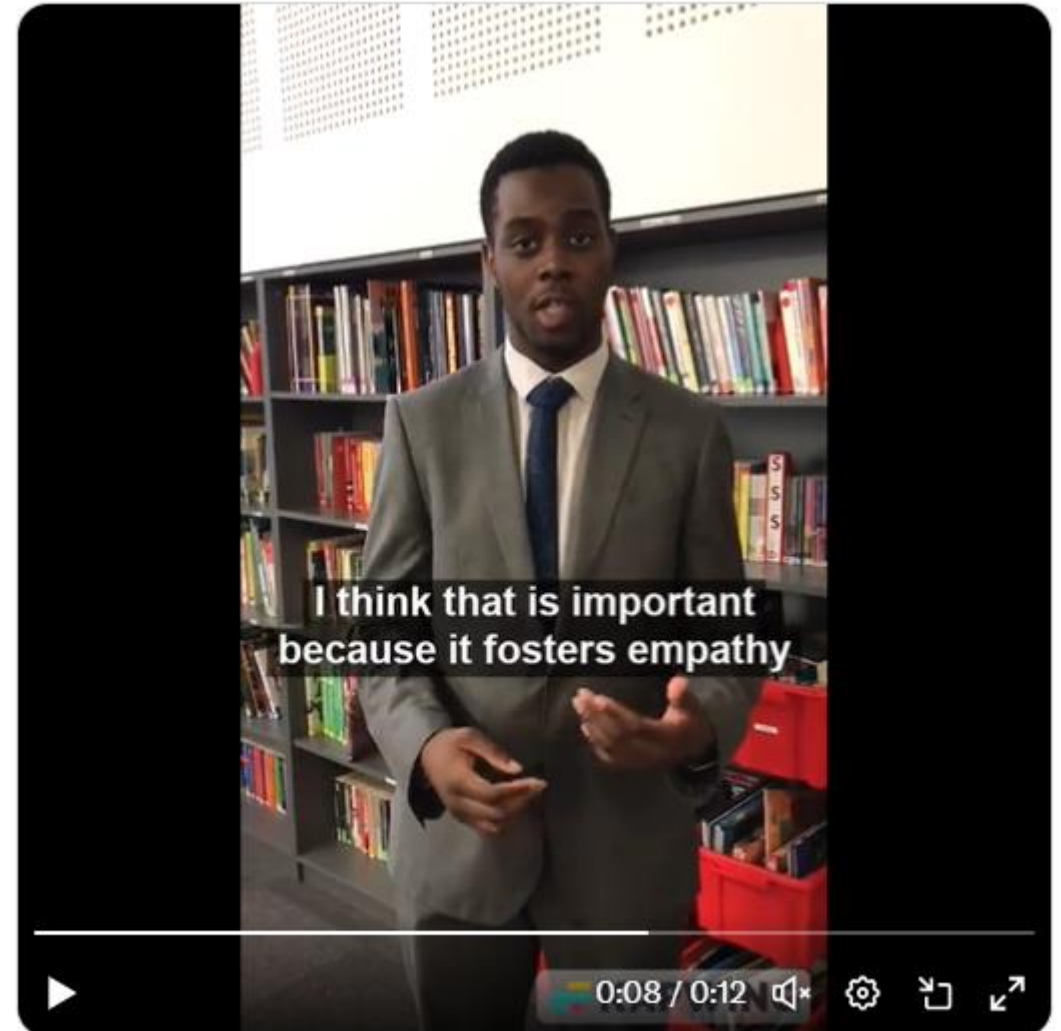 S
S
S
I think that is important
because it fosters empathy
0:08 / 0:12